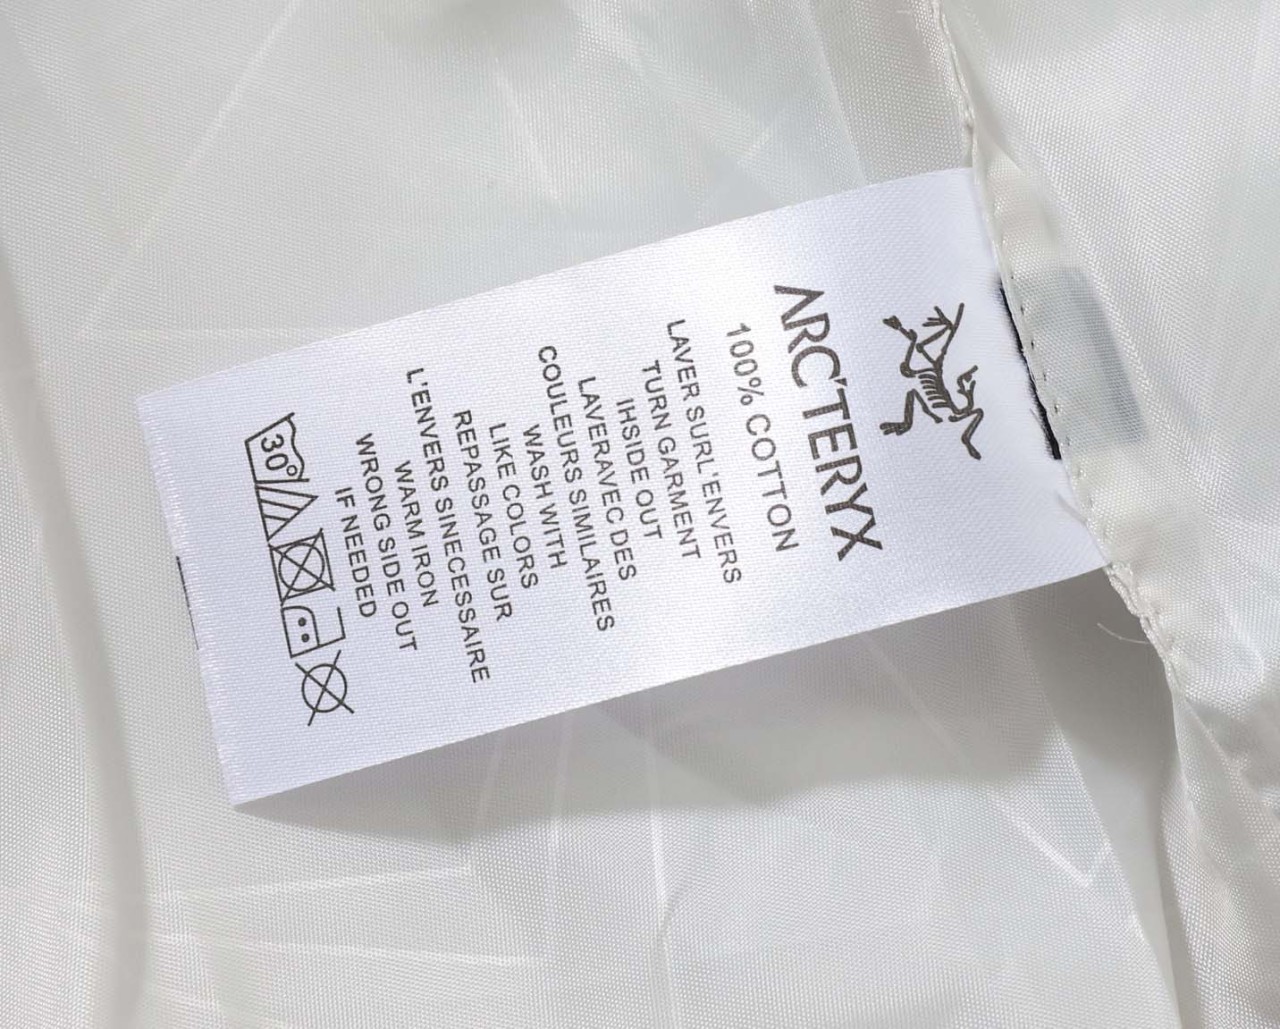 ARC'TERYX
100% COTTON
LAVER SURL'ENVERS
TURN GARMENT
IHSIDE OUT
LAVERAVEC DES
COULEURS SIMILAIRES
WASH WITH
LIKE COLORS
REPASSAGE SUR
L'ENVERS SINECESSAIRE
WARM IRON
WRONG SIDE OUT
IF NEEDED
30°